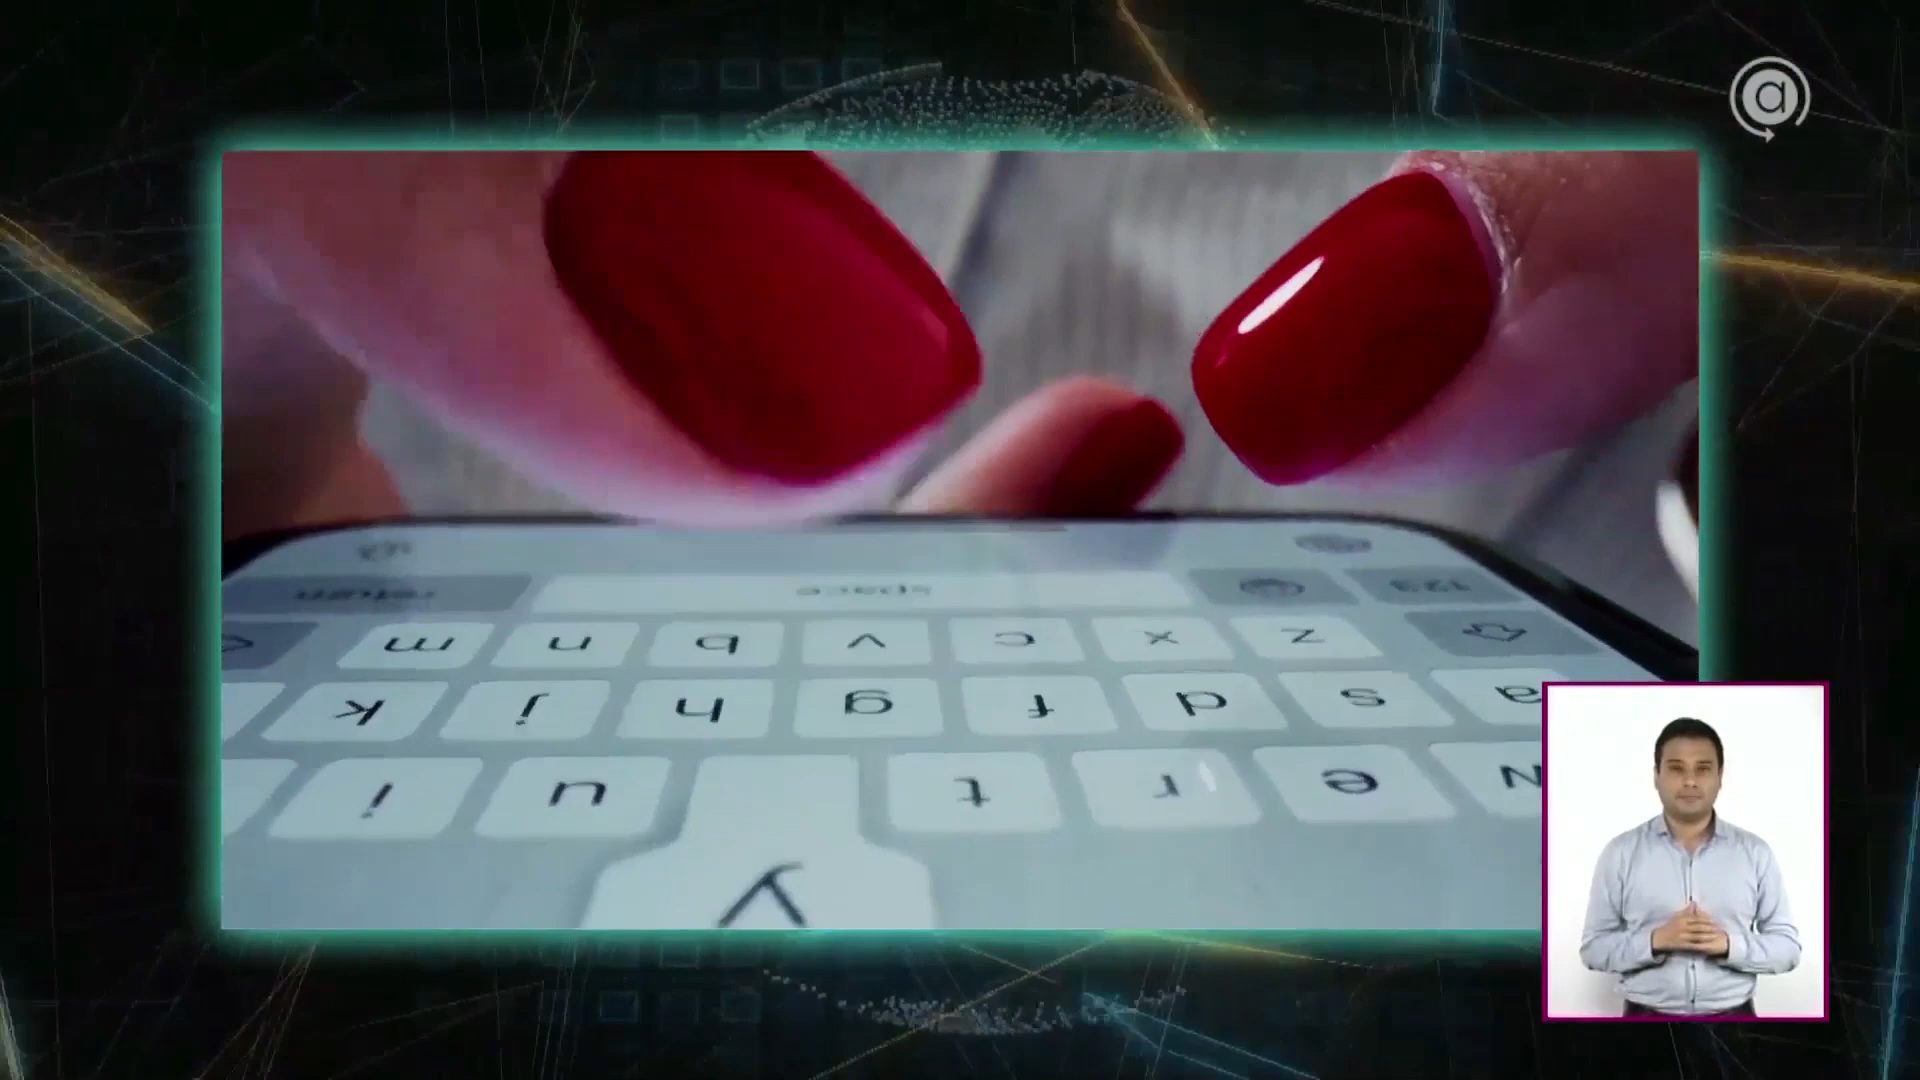 a
return space 123
m n b v c x z
k j h g f d s a
i u t r e
y